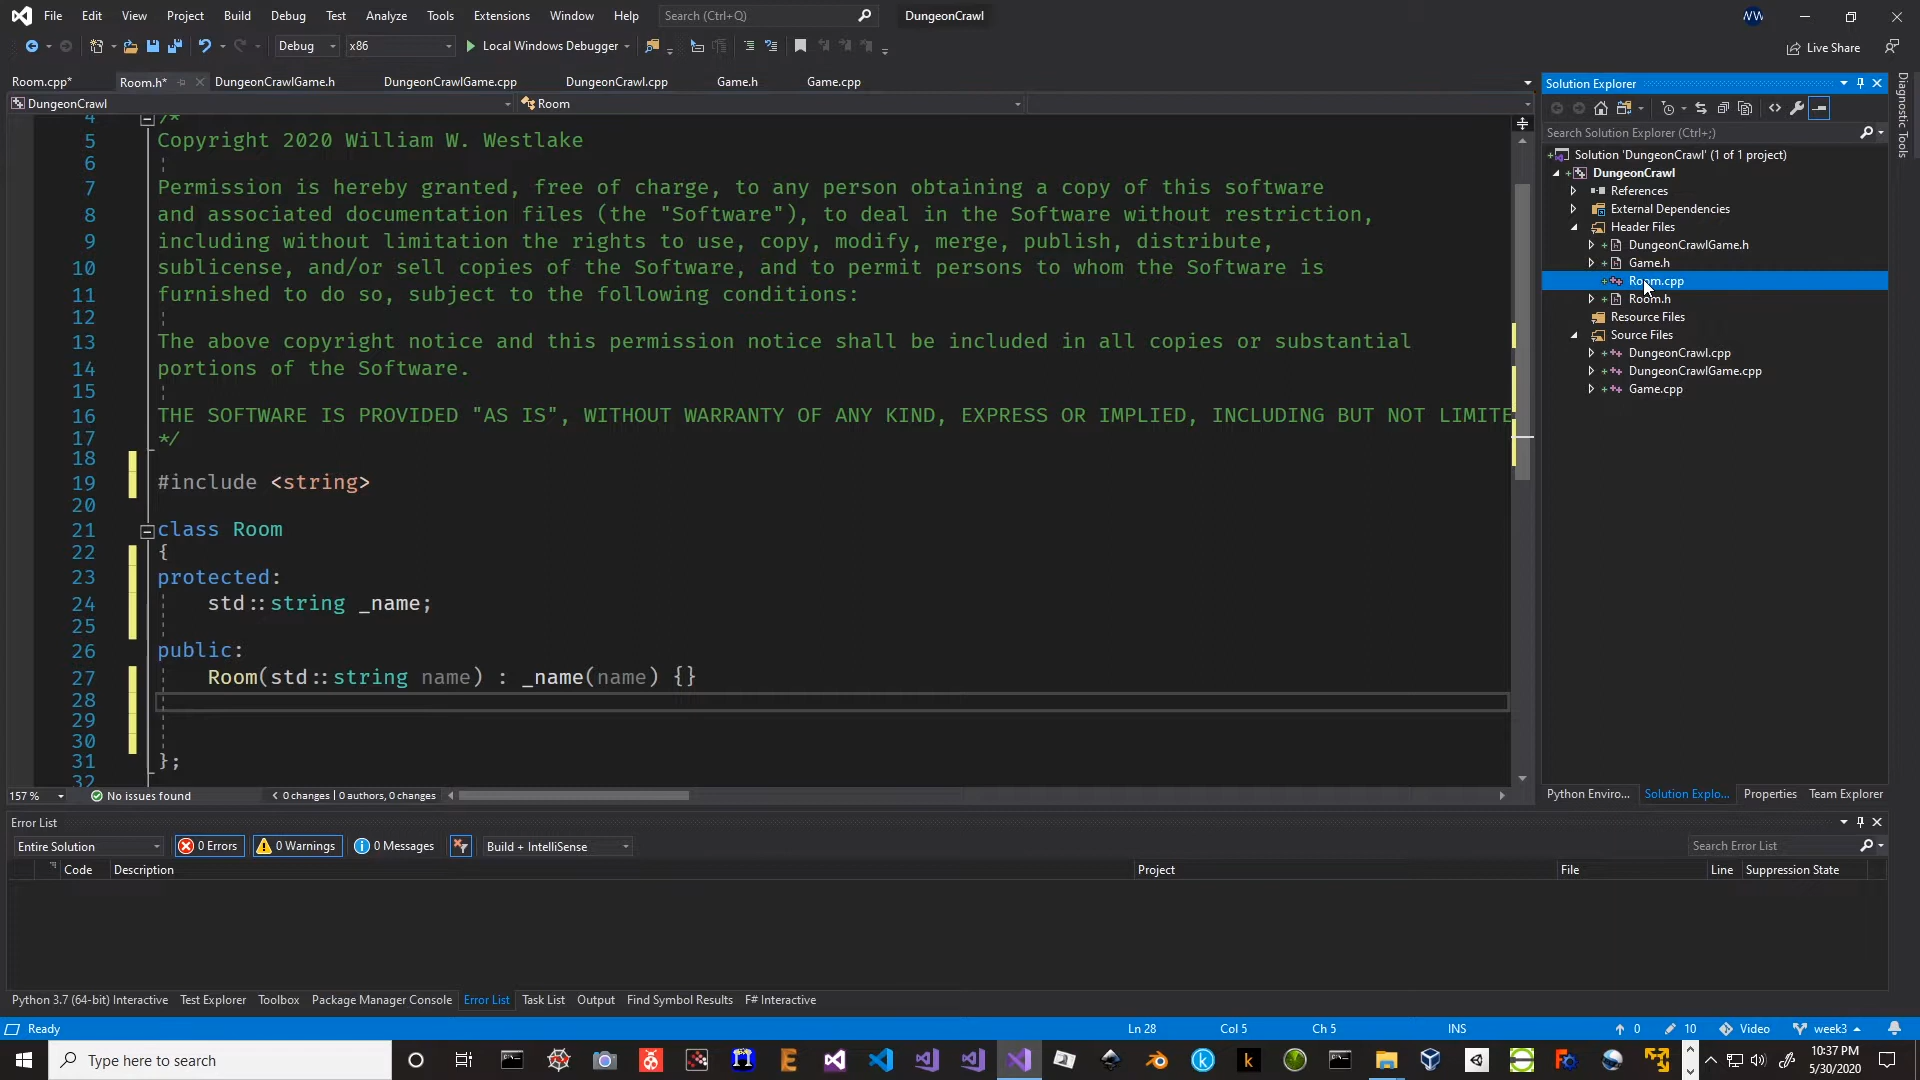 File Edit View Project Build Debug Test Analyze Tools Extensions Window Help Search (Ctrl+Q) DungeonCrawl
Debug x86 Local Windows Debugger Live Share
Room.cpp* Room.h* DungeonCrawlGame.h DungeonCrawlGame.cpp DungeonCrawl.cpp Game.h Game.cpp
DungeonCrawl Room
4 /*
5 Copyright 2020 William W. Westlake
6
7 Permission is hereby granted, free of charge, to any person obtaining a copy of this software
8 and associated documentation files (the "Software"), to deal in the Software without restriction,
9 including without limitation the rights to use, copy, modify, merge, publish, distribute,
10 sublicense, and/or sell copies of the Software, and to permit persons to whom the Software is
11 furnished to do so, subject to the following conditions:
12
13 The above copyright notice and this permission notice shall be included in all copies or substantial
14 portions of the Software.
15
16 THE SOFTWARE IS PROVIDED "AS IS", WITHOUT WARRANTY OF ANY KIND, EXPRESS OR IMPLIED, INCLUDING BUT NOT LIMITE
17 */
18
19 #include <string>
20
21 class Room
22 {
23 protected:
24 std::string _name;
25
26 public:
27 Room(std::string name) : _name(name) {}
28
29
30
31 };
32
157 % No issues found < 0 changes | 0 authors, 0 changes
Solution Explorer
Search Solution Explorer (Ctrl+;)
Solution 'DungeonCrawl' (1 of 1 project)
DungeonCrawl
References
External Dependencies
Header Files
DungeonCrawlGame.h
Game.h
Room.cpp
Room.h
Resource Files
Source Files
DungeonCrawl.cpp
DungeonCrawlGame.cpp
Game.cpp
Python Enviro... Solution Explo... Properties Team Explorer
Diagnostic Tools
Error List
Entire Solution 0 Errors 0 Warnings 0 Messages Build + IntelliSense Search Error List
Code Description Project File Line Suppression State
Python 3.7 (64-bit) Interactive Test Explorer Toolbox Package Manager Console Error List Task List Output Find Symbol Results F# Interactive
Ready Ln 28 Col 5 Ch 5 INS 0 10 Video week3
Type here to search 10:37 PM
5/30/2020